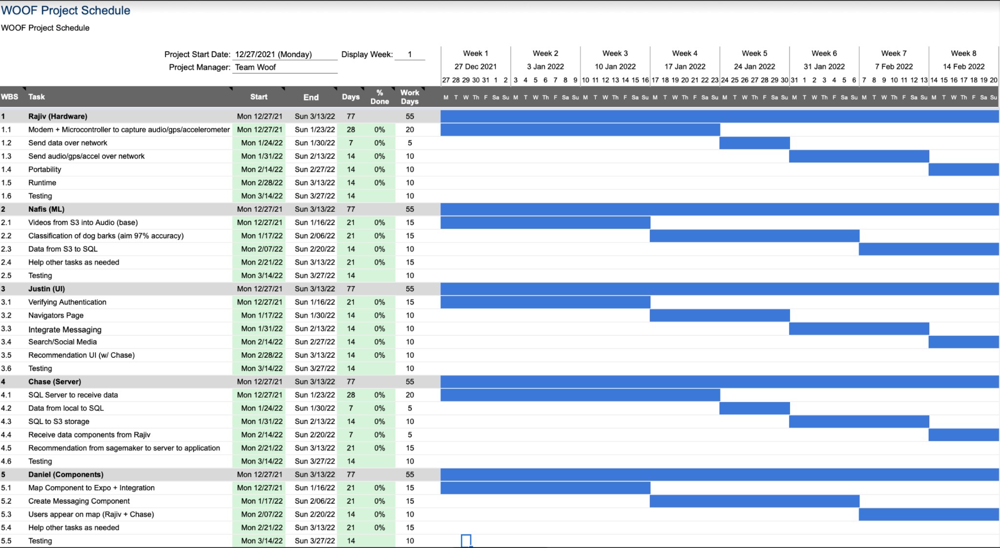 WOOF Project Schedule
WOOF Project Schedule
Project Start Date: 12/27/2021 (Monday) Display Week: 1
Project Manager: Team Woof
Week 1 Week 2 Week 3 Week 4 Week 5 Week 6 Week 7 Week 8
27 Dec 2021 3 Jan 2022 10 Jan 2022 17 Jan 2022 24 Jan 2022 31 Jan 2022 7 Feb 2022 14 Feb 2022
27 28 29 30 31 1 2 3 4 5 6 7 8 9 10 11 12 13 14 15 16 17 18 19 20 21 22 23 24 25 26 27 28 29 30 31 1 2 3 4 5 6 7 8 9 10 11 12 13 14 15 16 17 18 19 20
WBS Task Start End Days % Done Work Days M T W Th F Sa Su M T W Th F Sa Su M T W Th F Sa Su M T W Th F Sa Su M T W Th F Sa Su M T W Th F Sa Su M T W Th F Sa Su M T W Th F Sa Su
1 Rajiv (Hardware) Mon 12/27/21 Sun 3/13/22 77 55
1.1 Modem + Microcontroller to capture audio/gps/accelerometer Mon 12/27/21 Sun 1/23/22 28 0% 20
1.2 Send data over network Mon 1/24/22 Sun 1/30/22 7 0% 5
1.3 Send audio/gps/accel over network Mon 1/31/22 Sun 2/13/22 14 0% 10
1.4 Portability Mon 2/14/22 Sun 2/27/22 14 0% 10
1.5 Runtime Mon 2/28/22 Sun 3/13/22 14 0% 10
1.6 Testing Mon 3/14/22 Sun 3/27/22 14 10
2 Nafis (ML) Mon 12/27/21 Sun 3/13/22 77 55
2.1 Videos from S3 into Audio (base) Mon 12/27/21 Sun 1/16/22 21 0% 15
2.2 Classification of dog barks (aim 97% accuracy) Mon 1/17/22 Sun 2/06/22 21 0% 15
2.3 Data from S3 to SQL Mon 2/07/22 Sun 2/20/22 14 0% 10
2.4 Help other tasks as needed Mon 2/21/22 Sun 3/13/22 21 0% 15
2.5 Testing Mon 3/14/22 Sun 3/27/22 14 10
3 Justin (UI) Mon 12/27/21 Sun 3/13/22 77 55
3.1 Verifying Authentication Mon 12/27/21 Sun 1/16/22 21 0% 15
3.2 Navigators Page Mon 1/17/22 Sun 1/30/22 14 0% 10
3.3 Integrate Messaging Mon 1/31/22 Sun 2/13/22 14 0% 10
3.4 Search/Social Media Mon 2/14/22 Sun 2/27/22 14 0% 10
3.5 Recommendation UI (w/ Chase) Mon 2/28/22 Sun 3/13/22 14 0% 10
3.6 Testing Mon 3/14/22 Sun 3/27/22 14 10
4 Chase (Server) Mon 12/27/21 Sun 3/13/22 77 55
4.1 SQL Server to receive data Mon 12/27/21 Sun 1/23/22 28 0% 20
4.2 Data from local to SQL Mon 1/24/22 Sun 1/30/22 7 0% 5
4.3 SQL to S3 storage Mon 1/31/22 Sun 2/13/22 14 0% 10
4.4 Receive data components from Rajiv Mon 2/14/22 Sun 2/20/22 7 0% 5
4.5 Recommendation from sagemaker to server to application Mon 2/21/22 Sun 3/13/22 21 0% 15
4.6 Testing Mon 3/14/22 Sun 3/27/22 14 10
5 Daniel (Components) Mon 12/27/21 Sun 3/13/22 77 55
5.1 Map Component to Expo + Integration Mon 12/27/21 Sun 1/16/22 21 0% 15
5.2 Create Messaging Component Mon 1/17/22 Sun 2/06/22 21 0% 15
5.3 Users appear on map (Rajiv + Chase) Mon 2/07/22 Sun 2/20/22 14 0% 10
5.4 Help other tasks as needed Mon 2/21/22 Sun 3/13/22 21 0% 15
5.5 Testing Mon 3/14/22 Sun 3/27/22 14 10